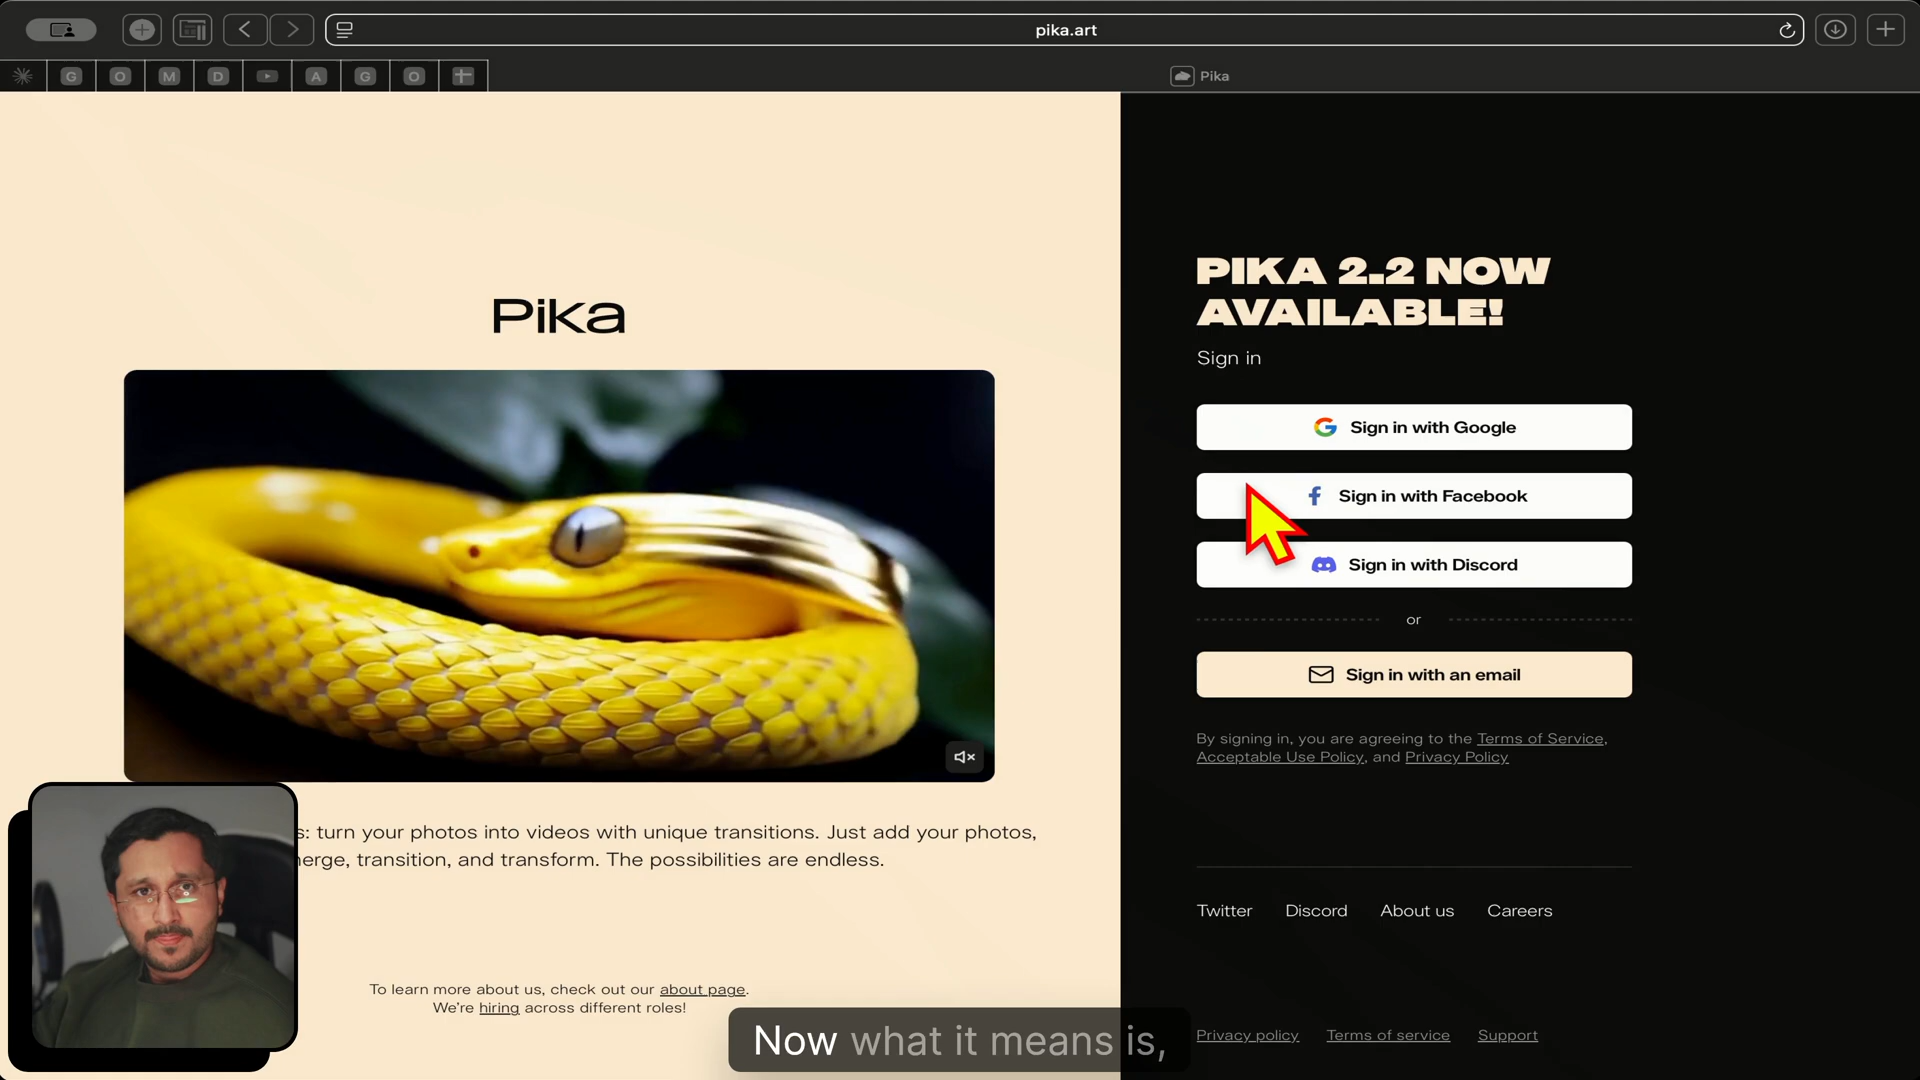 pika.art
G
O
M
D
A
G
O
Pika
Pika
s: turn your photos into videos with unique transitions. Just add your photos,
erge, transition, and transform. The possibilities are endless.
To learn more about us, check out our about page.
We're hiring across different roles!
PIKA 2.2 NOW
AVAILABLE!
Sign in
Sign in with Google
Sign in with Facebook
Sign in with Discord
or
Sign in with an email
By signing in, you are agreeing to the Terms of Service,
Acceptable Use Policy, and Privacy Policy
Twitter
Discord
About us
Careers
Privacy policy
Terms of service
Support
Now what it means is,